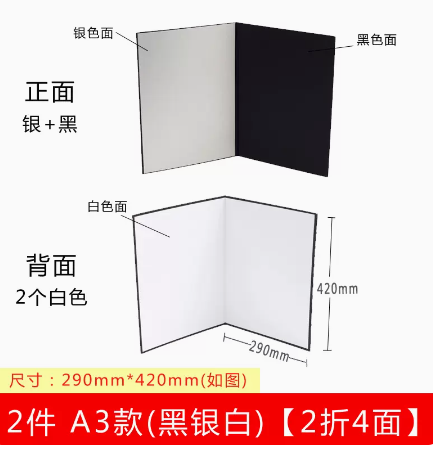 银色面
黑色面
正面
银+黑
白色面
背面
2个白色
420mm
290mm
尺寸：290mm*420mm(如图)
2件 A3款(黑银白)【2折4面】